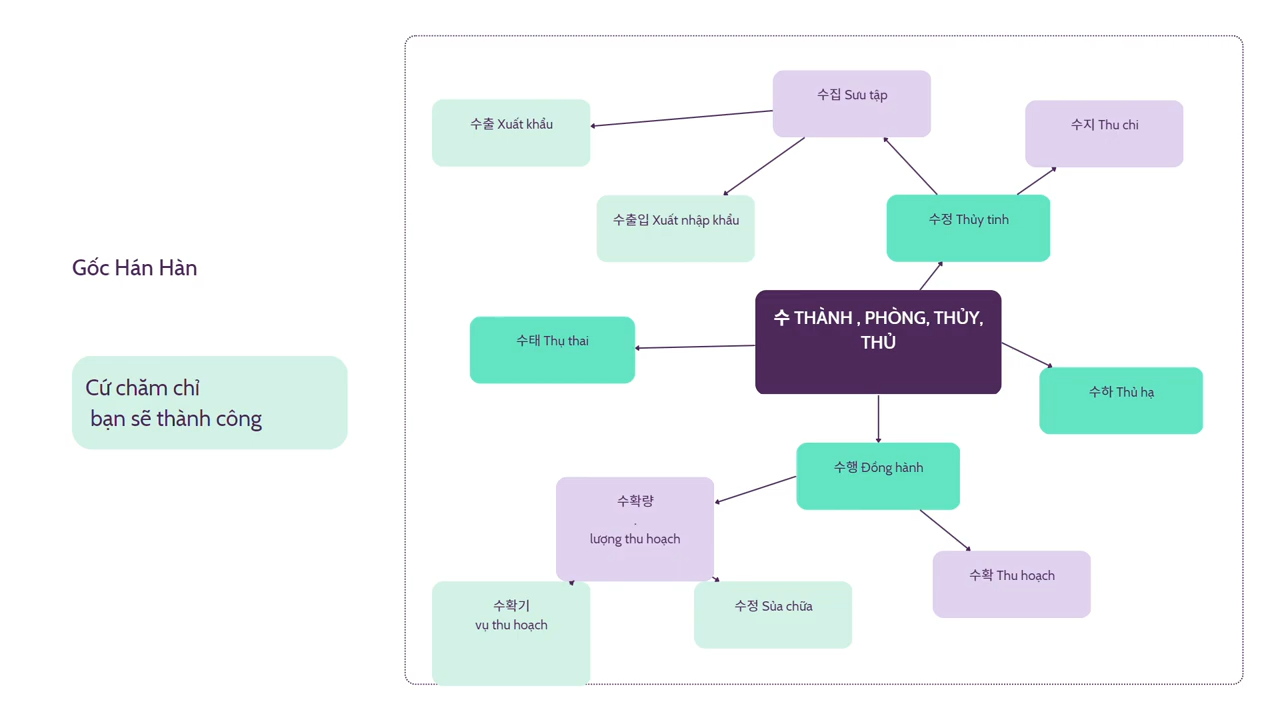 Gốc Hán Hàn
Cứ chăm chỉ
bạn sẽ thành công
수집 Sưu tập
수출 Xuất khẩu
수지 Thu chi
수출입 Xuất nhập khẩu
수정 Thủy tinh
수 THÀNH , PHÒNG, THỦY,
THỦ
수태 Thụ thai
수하 Thủ hạ
수행 Đồng hành
수확량
.
lượng thu hoạch
수확 Thu hoạch
수확기
vụ thu hoạch
수정 Sửa chữa